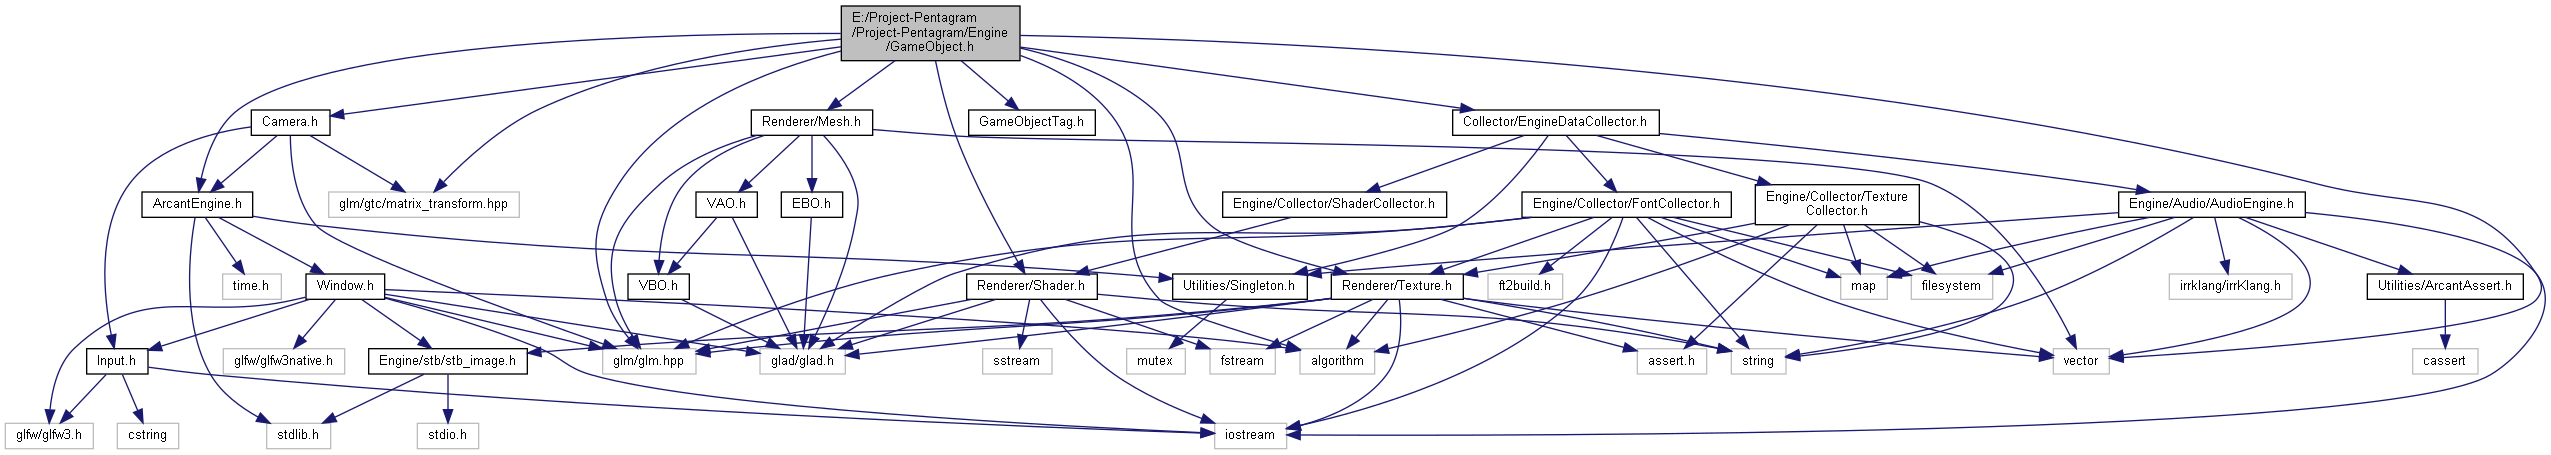 E:/Project-Pentagram
/Project-Pentagram/Engine
/GameObject.h
Camera.h
Renderer/Mesh.h
GameObjectTag.h
Collector/EngineDataCollector.h
ArcantEngine.h
glm/gtc/matrix_transform.hpp
VAO.h
EBO.h
Engine/Collector/ShaderCollector.h
Engine/Collector/FontCollector.h
Engine/Collector/Texture
Collector.h
Engine/Audio/AudioEngine.h
time.h
Window.h
VBO.h
Renderer/Shader.h
Utilities/Singleton.h
Renderer/Texture.h
ft2build.h
map
filesystem
irrklang/irrKlang.h
Utilities/ArcantAssert.h
Input.h
glfw/glfw3native.h
Engine/stb/stb_image.h
glm/glm.hpp
glad/glad.h
sstream
mutex
fstream
algorithm
assert.h
string
vector
cassert
glfw/glfw3.h
cstring
stdlib.h
stdio.h
iostream